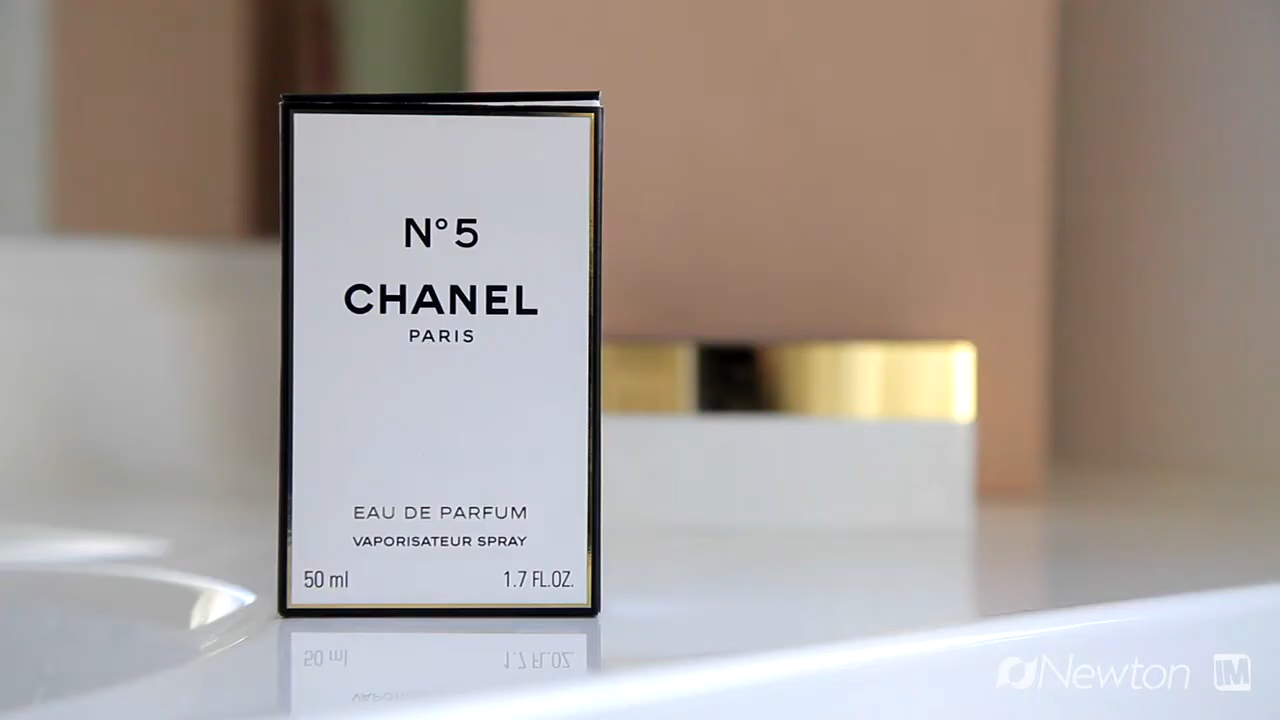 N°5
CHANEL
PARIS
EAU DE PARFUM
VAPORISATEUR SPRAY
50 ml 1.7 FL.OZ.
Newton IM